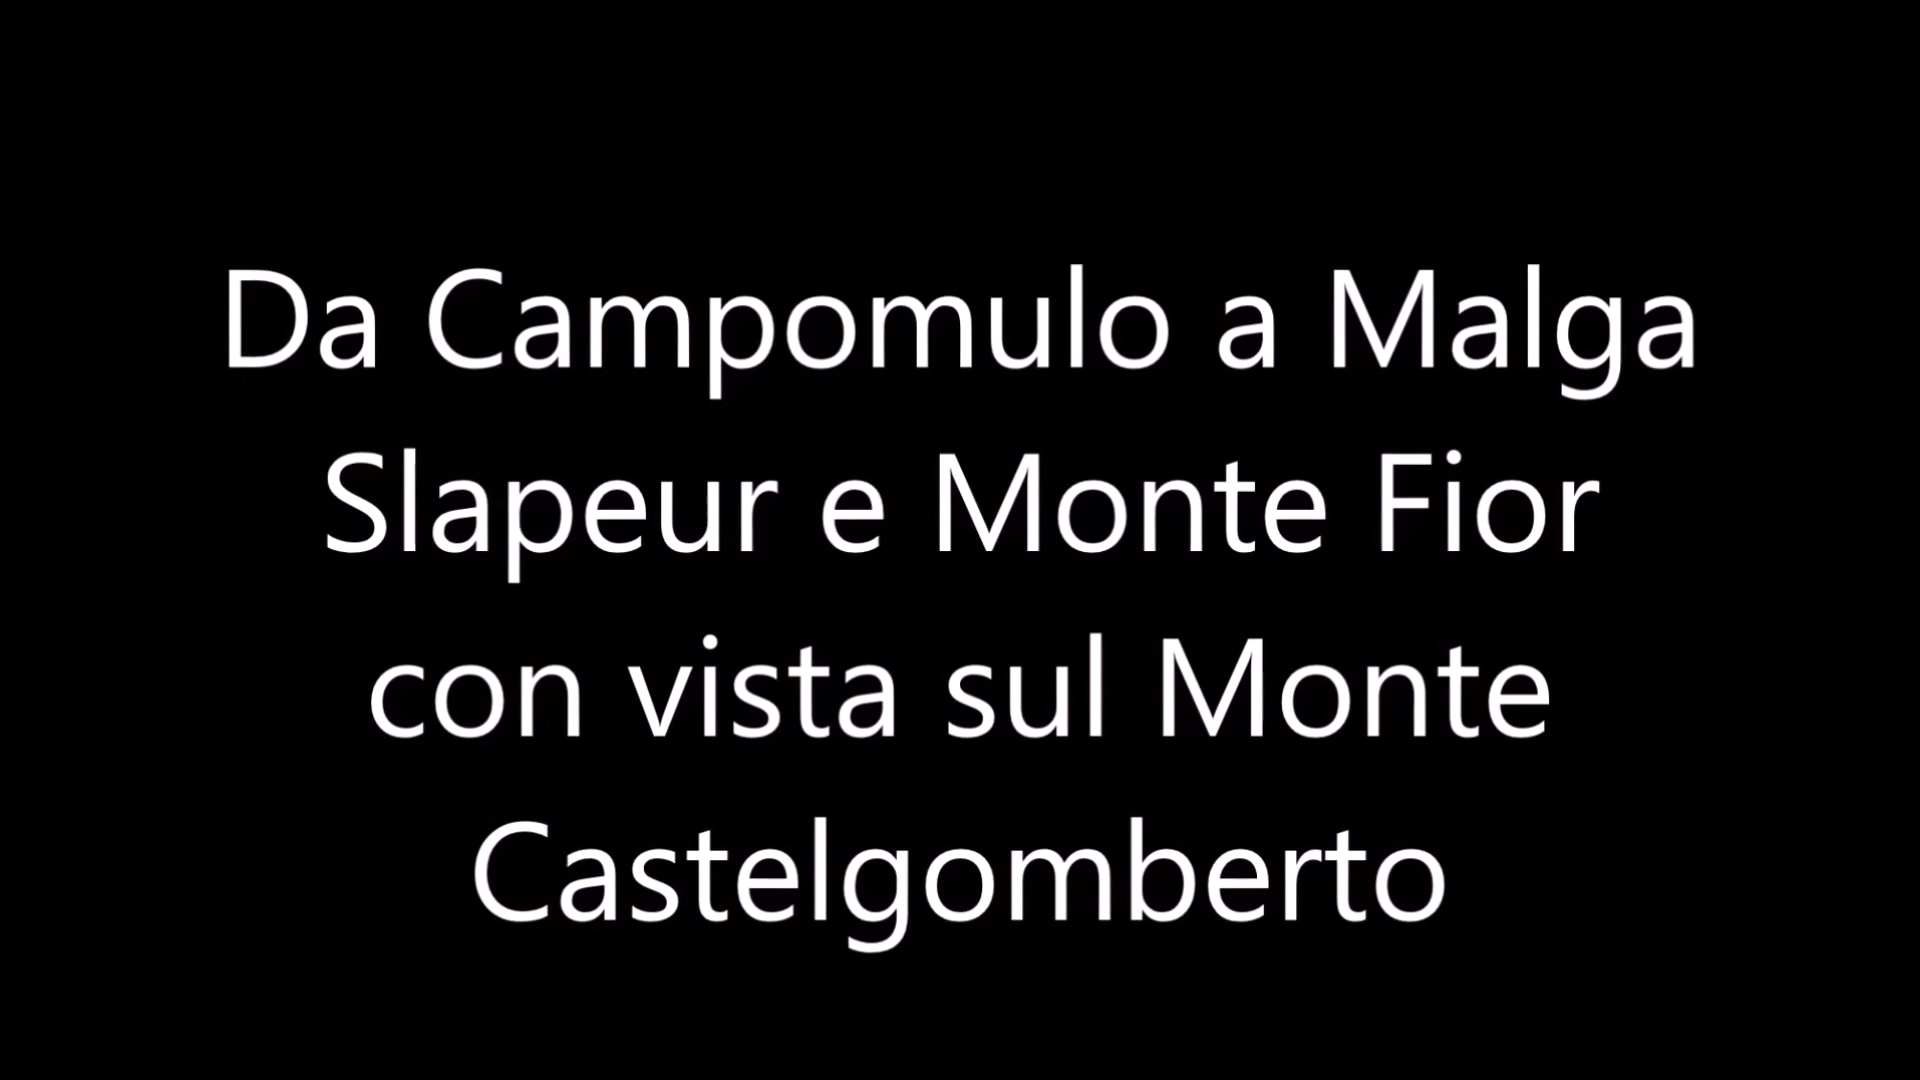 Da Campomulo a Malga
Slapeur e Monte Fior
con vista sul Monte
Castelgomberto